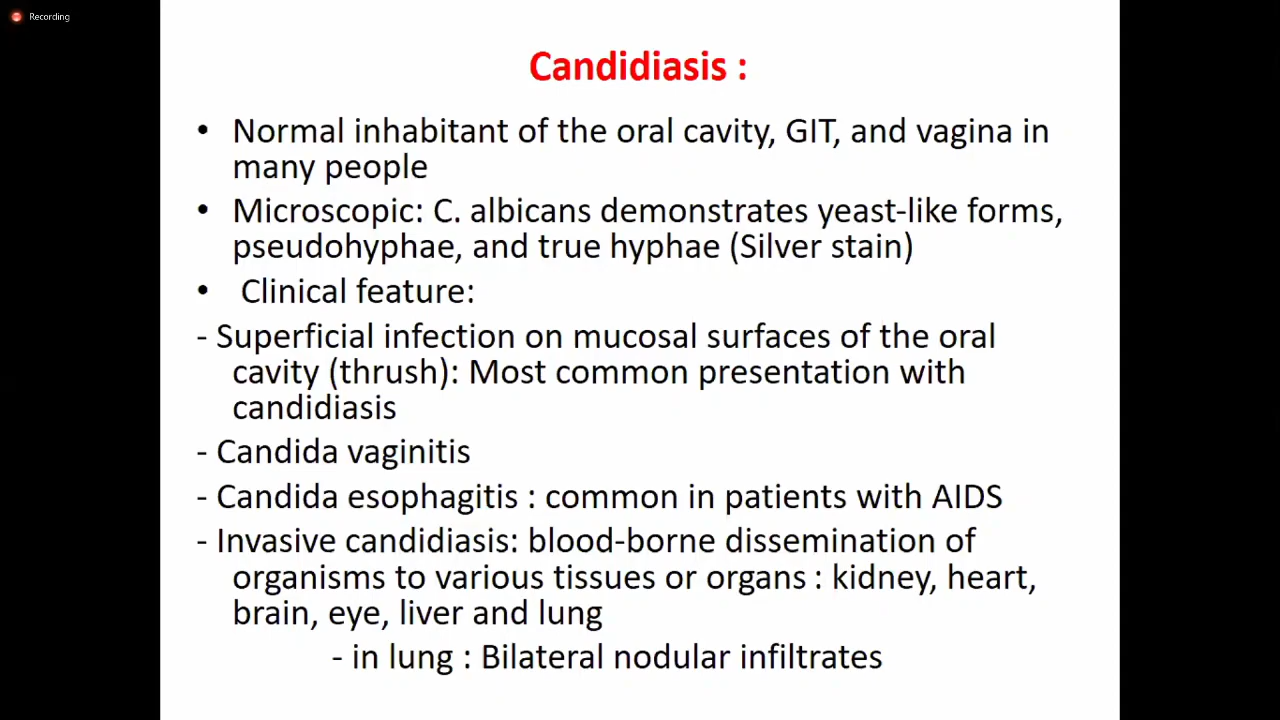 Recording
Candidiasis :
• Normal inhabitant of the oral cavity, GIT, and vagina in
many people
• Microscopic: C. albicans demonstrates yeast-like forms,
pseudohyphae, and true hyphae (Silver stain)
• Clinical feature:
- Superficial infection on mucosal surfaces of the oral
cavity (thrush): Most common presentation with
candidiasis
- Candida vaginitis
- Candida esophagitis : common in patients with AIDS
- Invasive candidiasis: blood-borne dissemination of
organisms to various tissues or organs : kidney, heart,
brain, eye, liver and lung
- in lung : Bilateral nodular infiltrates